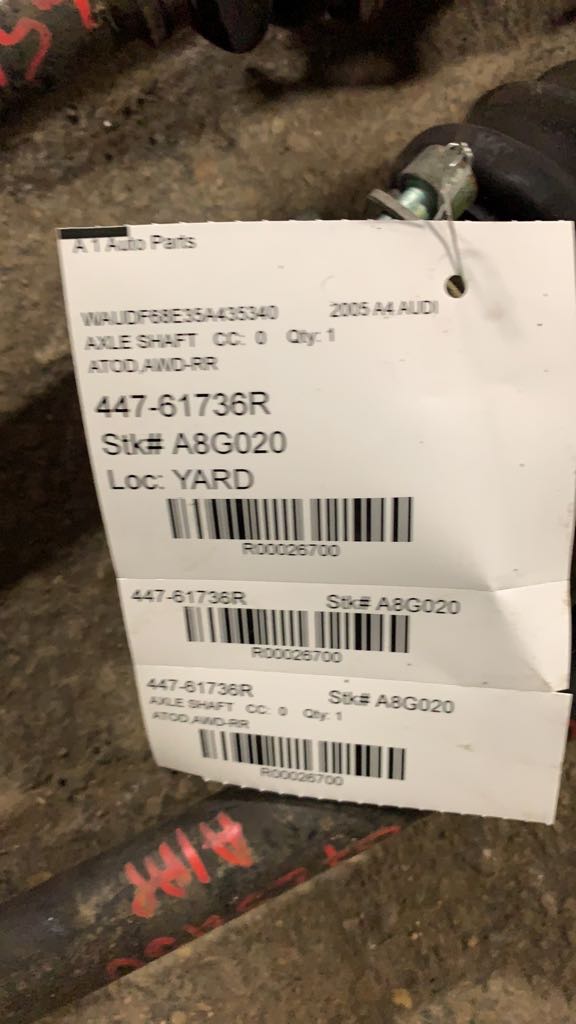 A 1 Auto Parts
WAUDF68E35A435340 2005 A4 AUDI
AXLE SHAFT CC: 0 Qty: 1
ATOD,AWD-RR
447-61736R
Stk# A8G020
Loc: YARD
R00026700
447-61736R Stk# A8G020
R00026700
447-61736R Stk# A8G020
AXLE SHAFT CC: 0 Qty: 1
ATOD,AWD-RR
R00026700